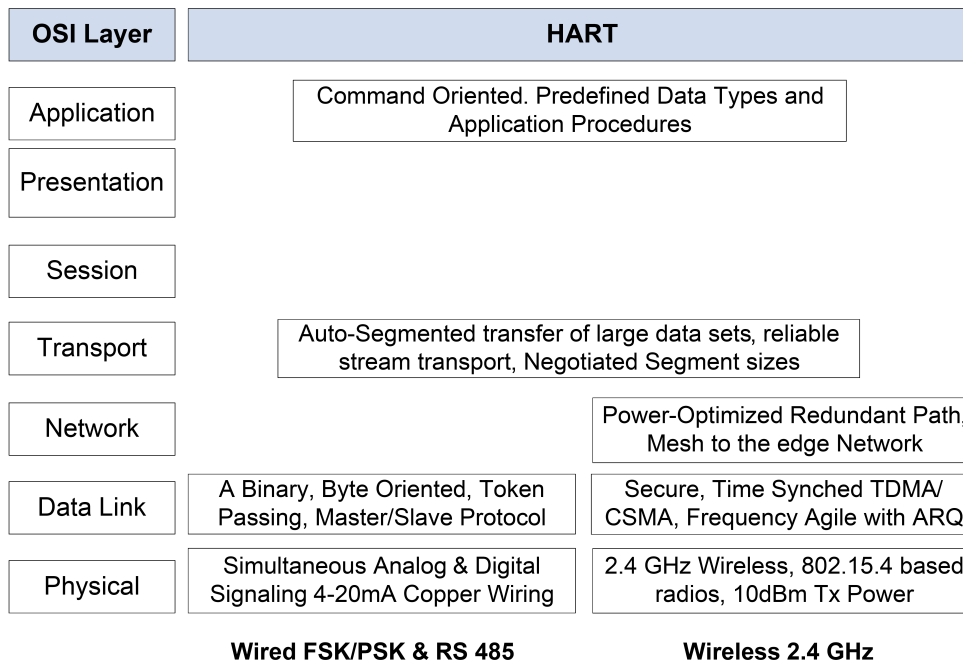 OSI Layer
HART
Application
Command Oriented. Predefined Data Types and
Application Procedures
Presentation
Session
Transport
Auto-Segmented transfer of large data sets, reliable
stream transport, Negotiated Segment sizes
Network
Power-Optimized Redundant Path,
Mesh to the edge Network
Data Link
A Binary, Byte Oriented, Token
Passing, Master/Slave Protocol
Secure, Time Synched TDMA/
CSMA, Frequency Agile with ARQ
Physical
Simultaneous Analog & Digital
Signaling 4-20mA Copper Wiring
2.4 GHz Wireless, 802.15.4 based
radios, 10dBm Tx Power
Wired FSK/PSK & RS 485
Wireless 2.4 GHz